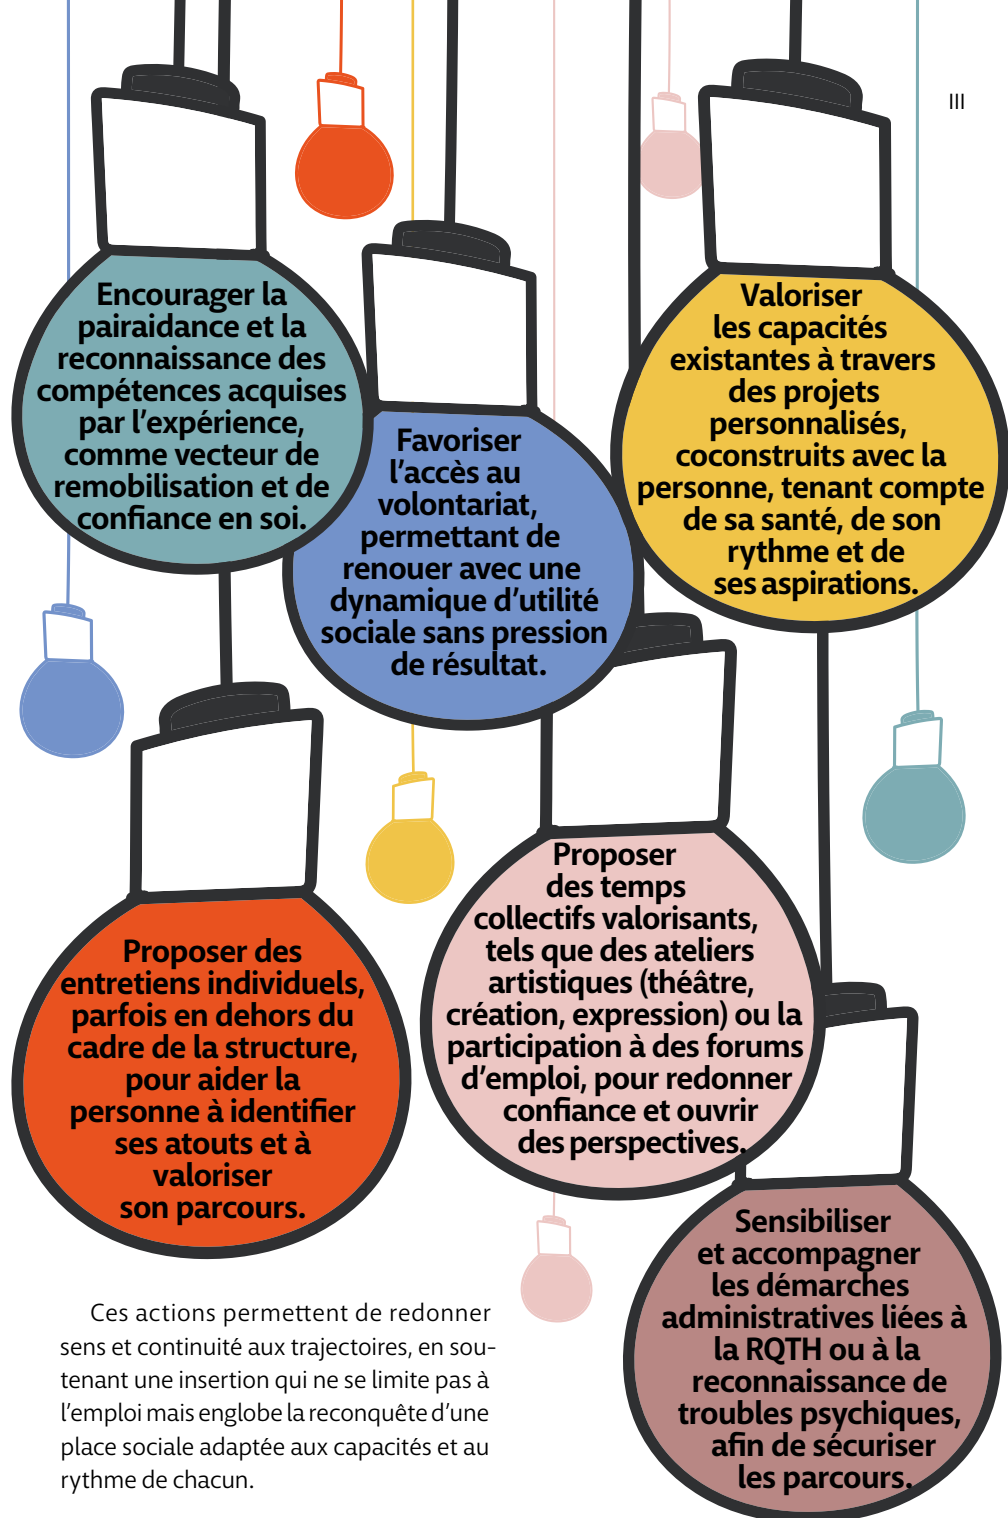 III
Encourager la
pairaidance et la
reconnaissance des
compétences acquises
par l’expérience,
comme vecteur de
remobilisation et de
confiance en soi.
Favoriser
l’accès au
volontariat,
permettant de
renouer avec une
dynamique d’utilité
sociale sans pression
de résultat.
Valoriser
les capacités
existantes à travers
des projets
personnalisés,
coconstruits avec la
personne, tenant compte
de sa santé, de son
rythme et de
ses aspirations.
Proposer des
entretiens individuels,
parfois en dehors du
cadre de la structure,
pour aider la
personne à identifier
ses atouts et à
valoriser
son parcours.
Proposer
des temps
collectifs valorisants,
tels que des ateliers
artistiques (théâtre,
création, expression) ou la
participation à des forums
d’emploi, pour redonner
confiance et ouvrir
des perspectives.
Sensibiliser
et accompagner
les démarches
administratives liées à
la RQTH ou à la
reconnaissance de
troubles psychiques,
afin de sécuriser
les parcours.
Ces actions permettent de redonner
sens et continuité aux trajectoires, en sou-
tenant une insertion qui ne se limite pas à
l’emploi mais englobe la reconquête d’une
place sociale adaptée aux capacités et au
rythme de chacun.